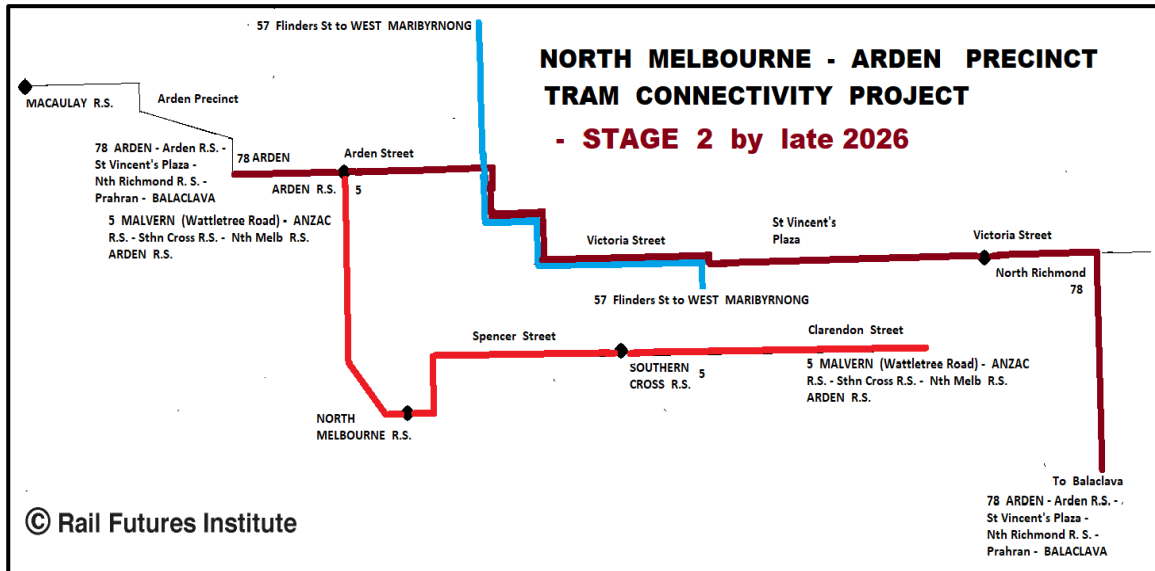 57 Flinders St to WEST MARIBYRNONG
NORTH MELBOURNE - ARDEN PRECINCT
TRAM CONNECTIVITY PROJECT
- STAGE 2 by late 2026
MACAULAY R.S.
Arden Precinct
78 ARDEN - Arden R.S. -
St Vincent's Plaza -
Nth Richmond R. S. -
Prahran - BALACLAVA
78 ARDEN
Arden Street
ARDEN R.S.
5
5 MALVERN (Wattletree Road) - ANZAC
R.S. - Sthn Cross R.S. - Nth Melb R.S.
ARDEN R.S.
Victoria Street
St Vincent's
Plaza
Victoria Street
North Richmond
78
57 Flinders St to WEST MARIBYRNONG
Spencer Street
Clarendon Street
SOUTHERN
CROSS R.S.
5
5 MALVERN (Wattletree Road) - ANZAC
R.S. - Sthn Cross R.S. - Nth Melb R.S.
ARDEN R.S.
NORTH
MELBOURNE R.S.
To Balaclava
78 ARDEN - Arden R.S. -
St Vincent's Plaza -
Nth Richmond R. S. -
Prahran - BALACLAVA
© Rail Futures Institute